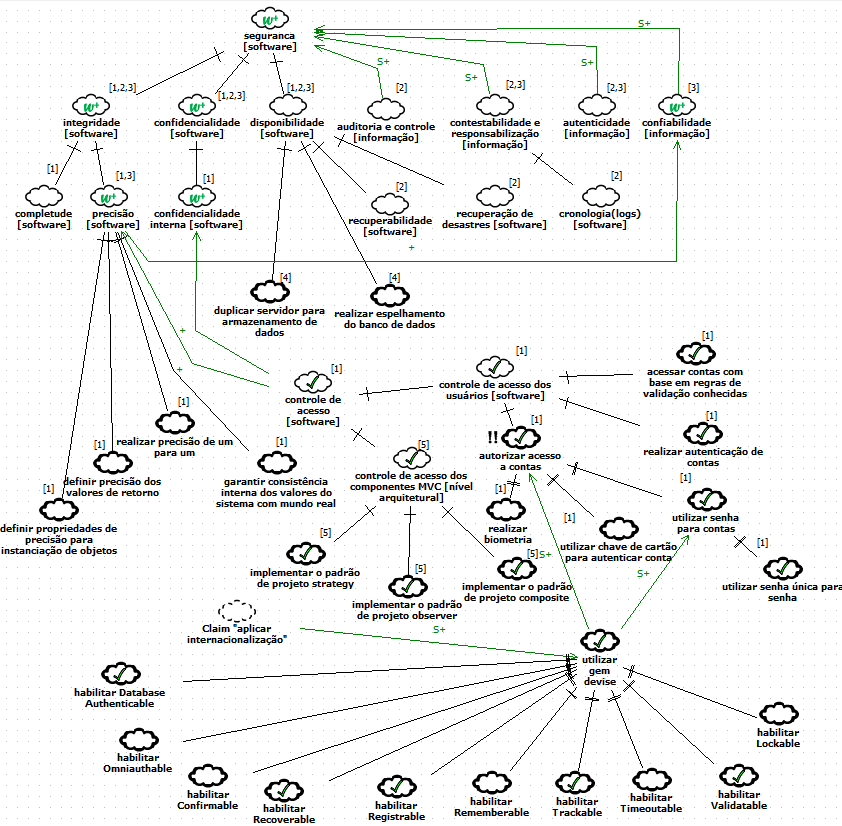 w+
seguranca
[software]
S+
S+
S+
S+
[1,2,3]
[1,2,3]
[1,2,3]
[2]
[2,3]
[2,3]
[3]
w+
w+
w+
integridade
[software]
confidencialidade
[software]
disponibilidade
[software]
auditoria e controle
[informação]
contestabilidade e
responsabilização
[informação]
autenticidade
[informação]
confiabilidade
[informação]
[1]
[1,3]
[1]
[2]
[2]
[2]
w+
w+
completude
[software]
precisão
[software]
confidencialidade
interna [software]
recuperabilidade
[software]
recuperação de
desastres [software]
cronologia(logs)
[software]
+
[4]
[4]
duplicar servidor para
armazenamento de
dados
realizar espelhamento
do banco de dados
+
+
[1]
[1]
[1]
controle de
acesso
[software]
controle de acesso dos
usuários [software]
acessar contas com
base em regras de
validação conhecidas
[1]
realizar precisão de um
para um
[1]
definir precisão dos
valores de retorno
[1]
garantir consistência
interna dos valores do
sistema com mundo real
[1]
definir propriedades de
precisão para
instanciação de objetos
[5]
controle de acesso dos
componentes MVC [nível
arquitetural]
!!
[1]
autorizar acesso
a contas
[1]
realizar autenticação de
contas
[1]
realizar
biometria
[1]
utilizar chave de cartão
para autenticar conta
[1]
utilizar senha
para contas
[1]
utilizar senha única para
senha
[5]
implementar o padrão
de projeto strategy
[5]
implementar o padrão
de projeto observer
[5]
implementar o padrão
de projeto composite
S+
S+
Claim "aplicar
internacionalização"
S+
utilizar
gem
devise
habilitar Database
Authenticable
habilitar
Omniauthable
habilitar
Confirmable
habilitar
Recoverable
habilitar
Registrable
habilitar
Rememberable
habilitar
Trackable
habilitar
Timeoutable
habilitar
Validatable
habilitar
Lockable